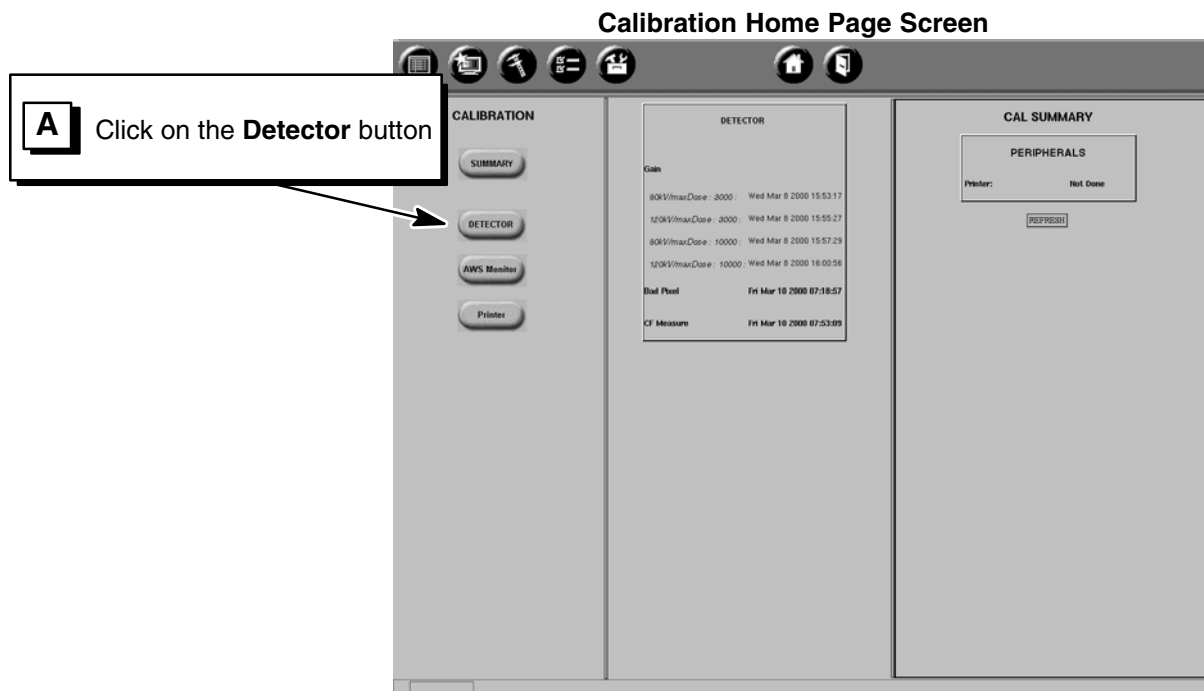 Calibration Home Page Screen
A Click on the Detector button
CALIBRATION
SUMMARY
DETECTOR
AWS Monitor
Printer
DETECTOR
Gain
80kV/maxDose : 3000 : Wed Mar 8 2000 15:53:17
120kV/maxDose : 3000 : Wed Mar 8 2000 15:55:27
80kV/maxDose : 10000 : Wed Mar 8 2000 15:57:29
120kV/maxDose : 10000 : Wed Mar 8 2000 16:00:56
Bad Pixel Fri Mar 10 2000 07:18:57
CF Measure Fri Mar 10 2000 07:53:09
CAL SUMMARY
PERIPHERALS
Printer: Not Done
REFRESH